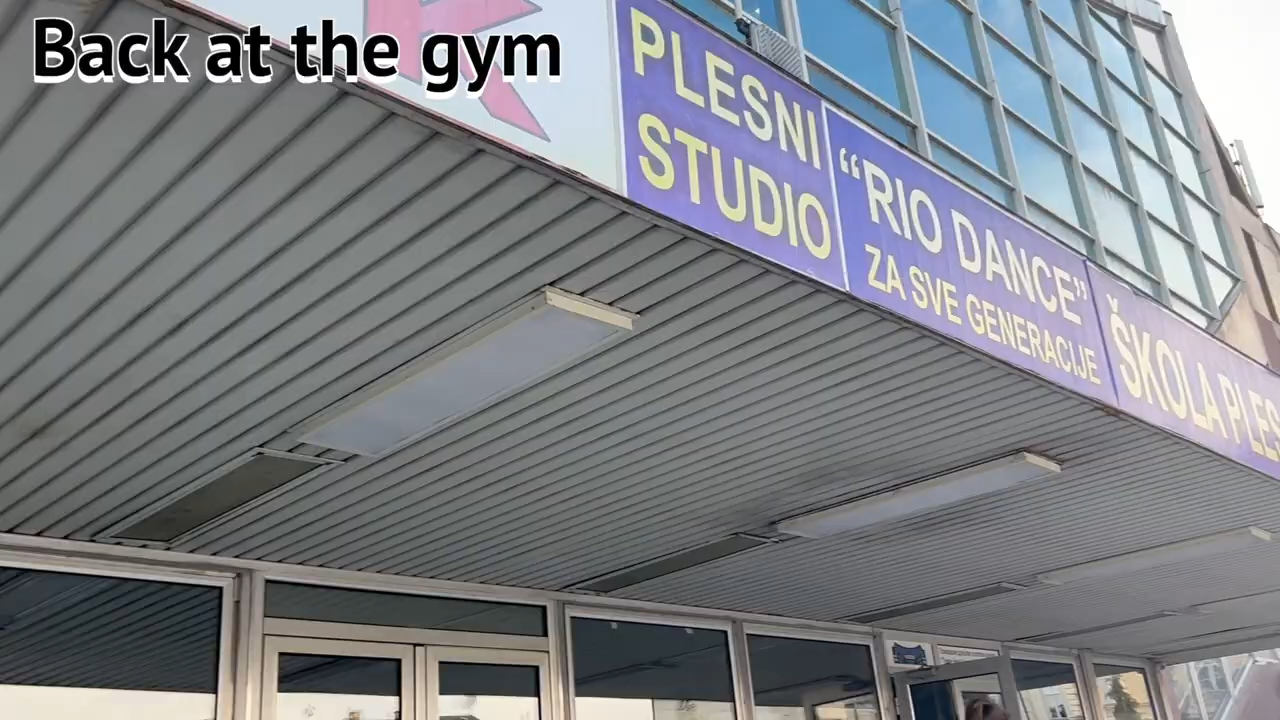 Back at the gym
K
PLESNI
STUDIO
“RIO DANCE”
ZA SVE GENERACIJE
ŠKOLA PLES